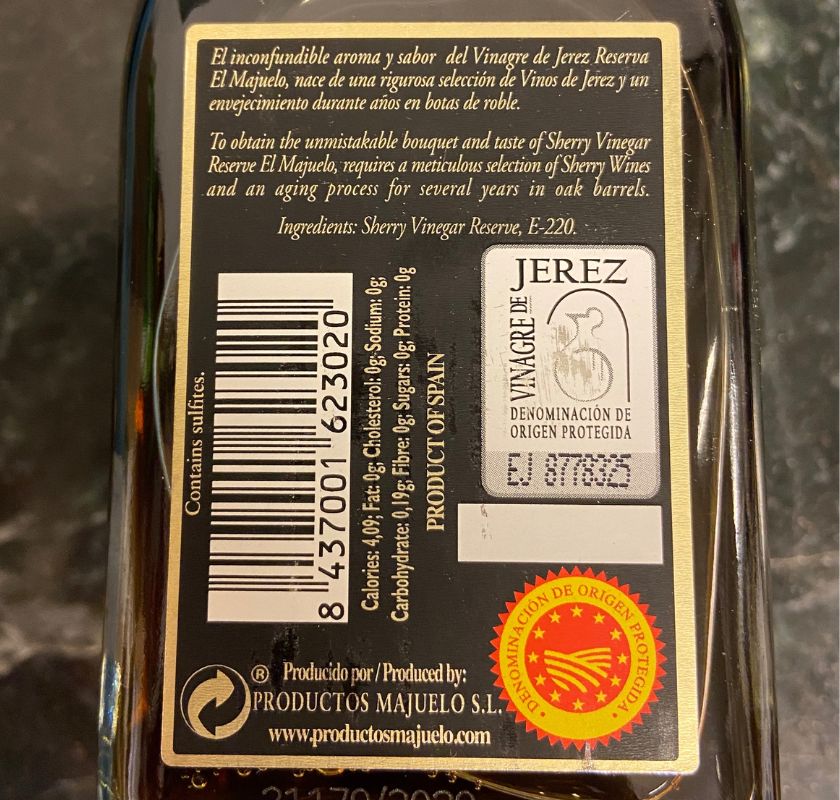 El inconfundible aroma y sabor del Vinagre de Jerez Reserva
El Majuelo, nace de una rigurosa selección de Vinos de Jerez y un
envejecimiento durante años en botas de roble.
To obtain the unmistakable bouquet and taste of Sherry Vinegar
Reserve El Majuelo, requires a meticulous selection of Sherry Wines
and an aging process for several years in oak barrels.
Ingredients: Sherry Vinegar Reserve, E-220.
Contains sulfites.
8 437001 623020
Calories: 4,09; Fat: 0g; Cholesterol: 0g; Sodium: 0g;
Carbohydrate: 0,19g; Fibre: 0g; Sugars: 0g; Protein: 0g
PRODUCT OF SPAIN
VINAGRE DE
JEREZ
DENOMINACIÓN DE
ORIGEN PROTEGIDA
EJ 8778325
DENOMINACIÓN DE ORIGEN PROTEGIDA
®
Producido por / Produced by:
PRODUCTOS MAJUELO S.L.
www.productosmajuelo.com